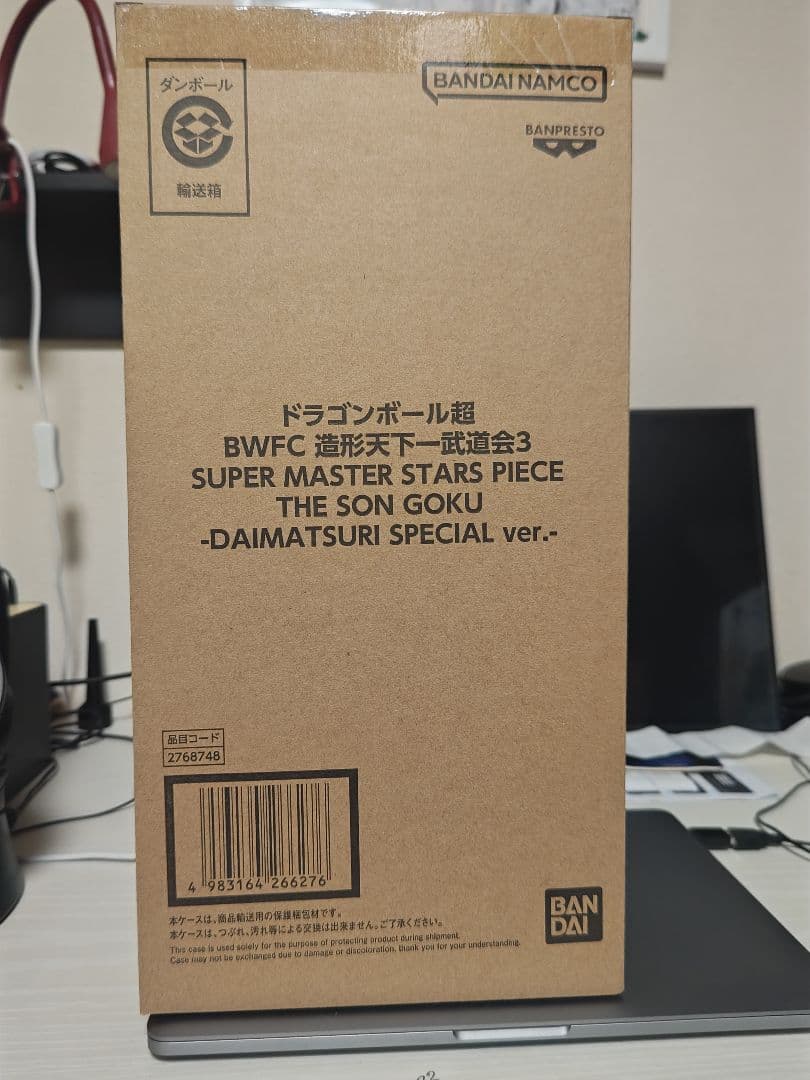 ダンボール
輸送箱
BANDAI NAMCO
BANPRESTO
ドラゴンボール超
BWFC 造形天下一武道会3
SUPER MASTER STARS PIECE
THE SON GOKU
-DAIMATSURI SPECIAL ver.-
品目コード
2768748
4 983164 266276
本ケースは、商品輸送用の保護梱包材です。
本ケースは、つぶれ、汚れ等による交換は出来ません。ご了承ください。
This case is used solely for the purpose of protecting product during shipment.
Case may not be exchanged due to damage or discoloration, thank you for your understanding.
BAN
DAI